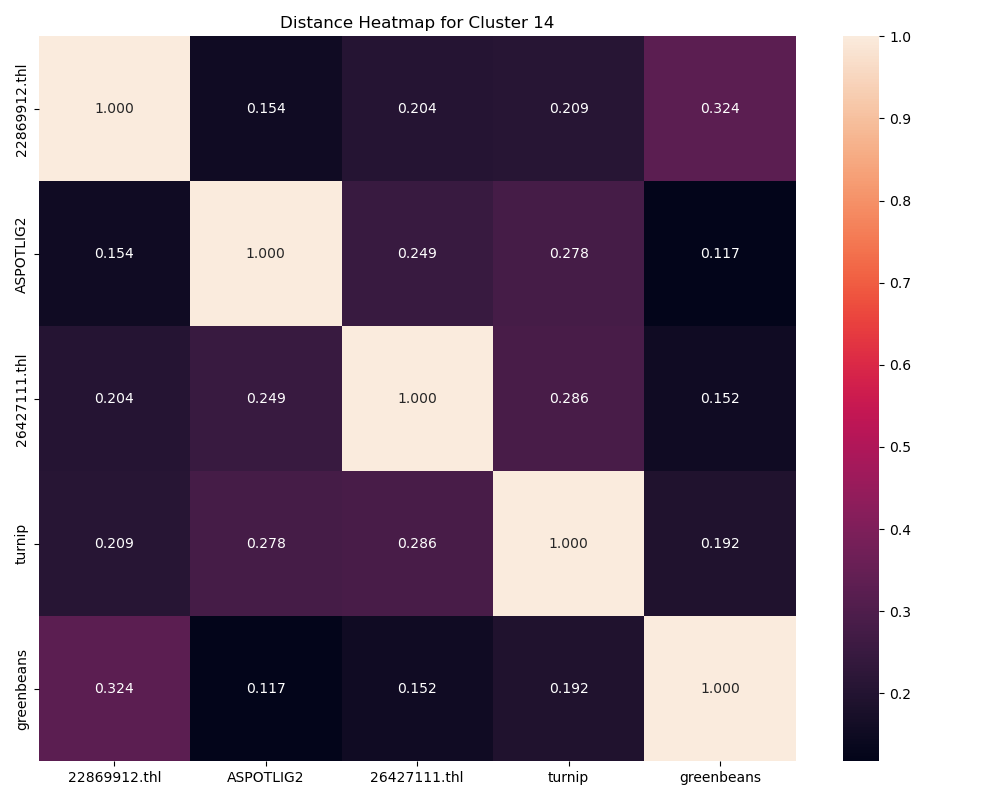 Distance Heatmap for Cluster 14
22869912.thl
1.000 0.154 0.204 0.209 0.324
ASPOTLIG2
0.154 1.000 0.249 0.278 0.117
26427111.thl
0.204 0.249 1.000 0.286 0.152
turnip
0.209 0.278 0.286 1.000 0.192
greenbeans
0.324 0.117 0.152 0.192 1.000
22869912.thl ASPOTLIG2 26427111.thl turnip greenbeans
1.0
0.9
0.8
0.7
0.6
0.5
0.4
0.3
0.2